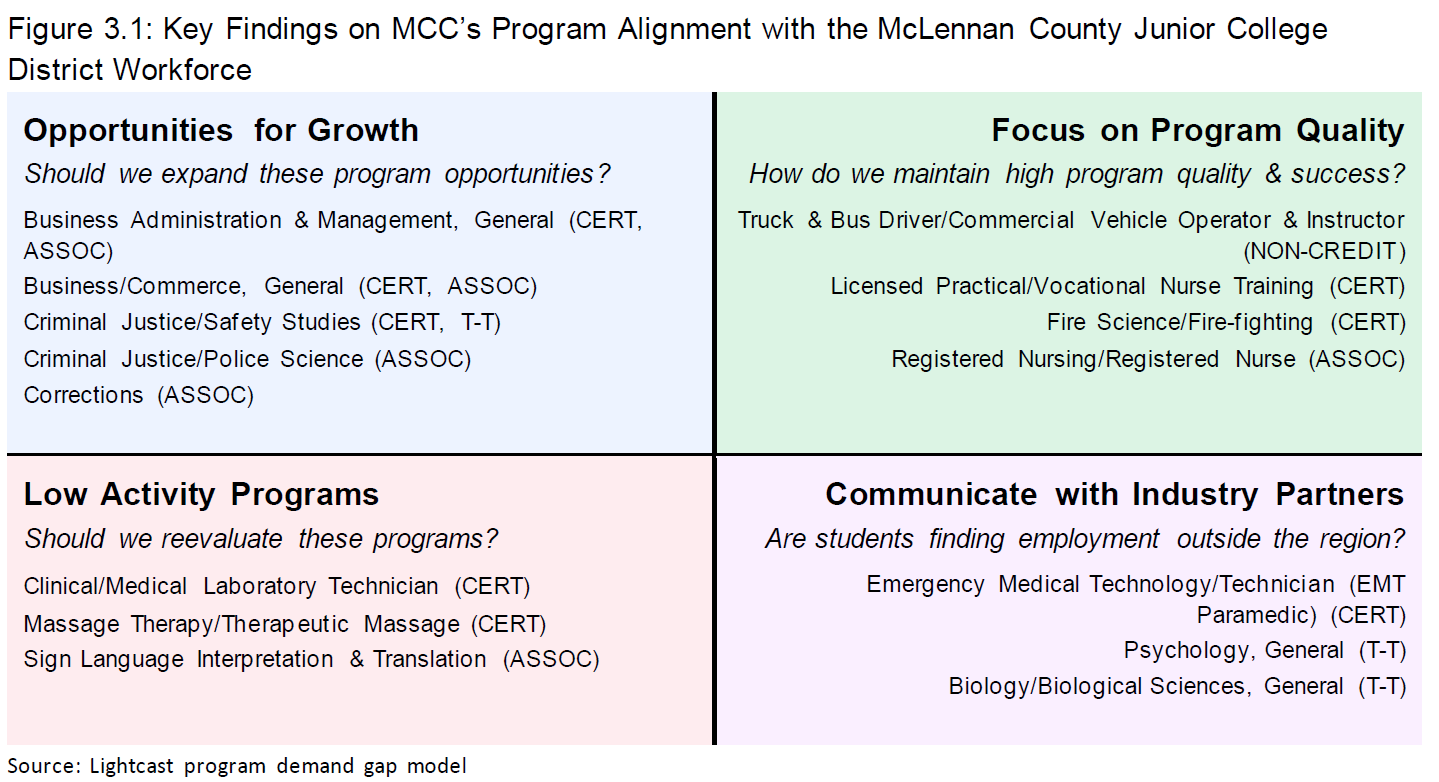 Figure 3.1: Key Findings on MCC’s Program Alignment with the McLennan County Junior College
District Workforce
Opportunities for Growth
Should we expand these program opportunities?
Business Administration & Management, General (CERT,
ASSOC)
Business/Commerce, General (CERT, ASSOC)
Criminal Justice/Safety Studies (CERT, T-T)
Criminal Justice/Police Science (ASSOC)
Corrections (ASSOC)
Focus on Program Quality
How do we maintain high program quality & success?
Truck & Bus Driver/Commercial Vehicle Operator & Instructor
(NON-CREDIT)
Licensed Practical/Vocational Nurse Training (CERT)
Fire Science/Fire-fighting (CERT)
Registered Nursing/Registered Nurse (ASSOC)
Low Activity Programs
Should we reevaluate these programs?
Clinical/Medical Laboratory Technician (CERT)
Massage Therapy/Therapeutic Massage (CERT)
Sign Language Interpretation & Translation (ASSOC)
Communicate with Industry Partners
Are students finding employment outside the region?
Emergency Medical Technology/Technician (EMT
Paramedic) (CERT)
Psychology, General (T-T)
Biology/Biological Sciences, General (T-T)
Source: Lightcast program demand gap model